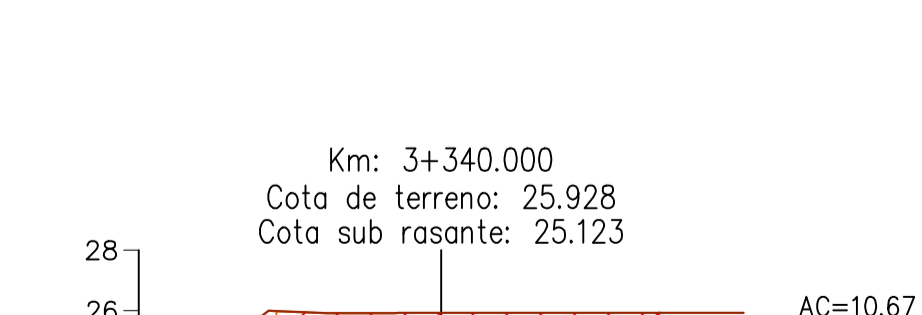 Km: 3+340.000
Cota de terreno: 25.928
Cota sub rasante: 25.123
28
26
AC=10.67